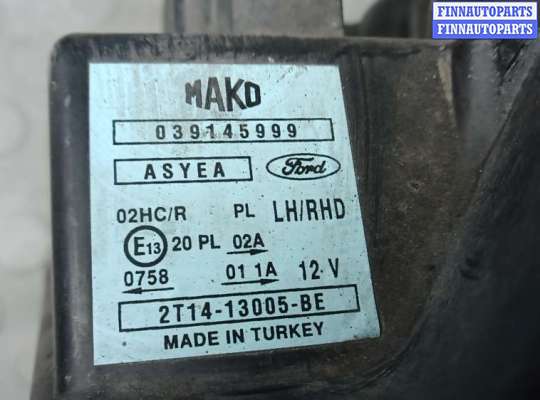 FINNAUTOPARTS
FINNAUTOPARTS
MAKO
039145999
ASYEA Ford
02HC/R PL LH/RHD
E13 20 PL 02A
0758 01 1A 12 V
2T14-13005-BE
MADE IN TURKEY